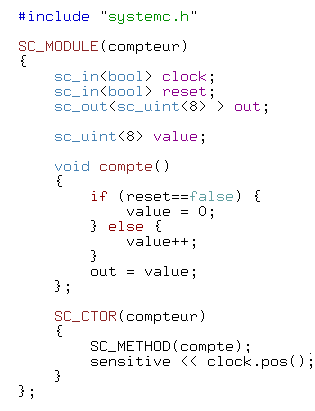 #include "systemc.h"
SC_MODULE(compteur)
{
sc_in<bool> clock;
sc_in<bool> reset;
sc_out<sc_uint<8> > out;
sc_uint<8> value;
void compte()
{
if (reset==false) {
value = 0;
} else {
value++;
}
out = value;
};
SC_CTOR(compteur)
{
SC_METHOD(compte);
sensitive << clock.pos();
}
};